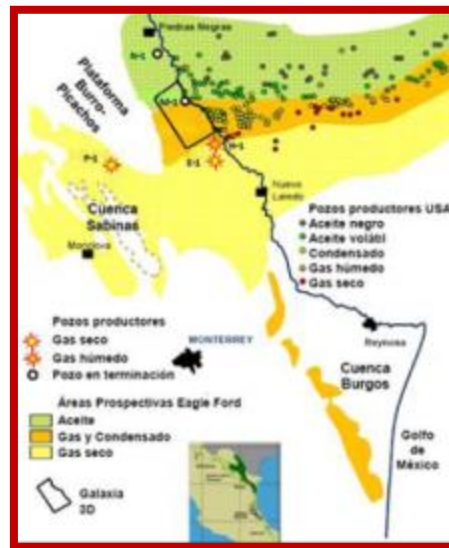 Piedras Negras
N-1
Plataforma
Burro-
Picachos
M-1
H-1
P-1
Nuevo
Laredo
Cuenca
Sabinas
Monclova
Pozos productores USA
Aceite negro
Aceite volátil
Condensado
Gas húmedo
Gas seco
Pozos productores
Gas seco
Gas húmedo
Pozo en terminación
MONTERREY
Reynosa
Cuenca
Burgos
Áreas Prospectivas Eagle Ford
Aceite
Gas y Condensado
Gas seco
Golfo
de
México
Galaxia